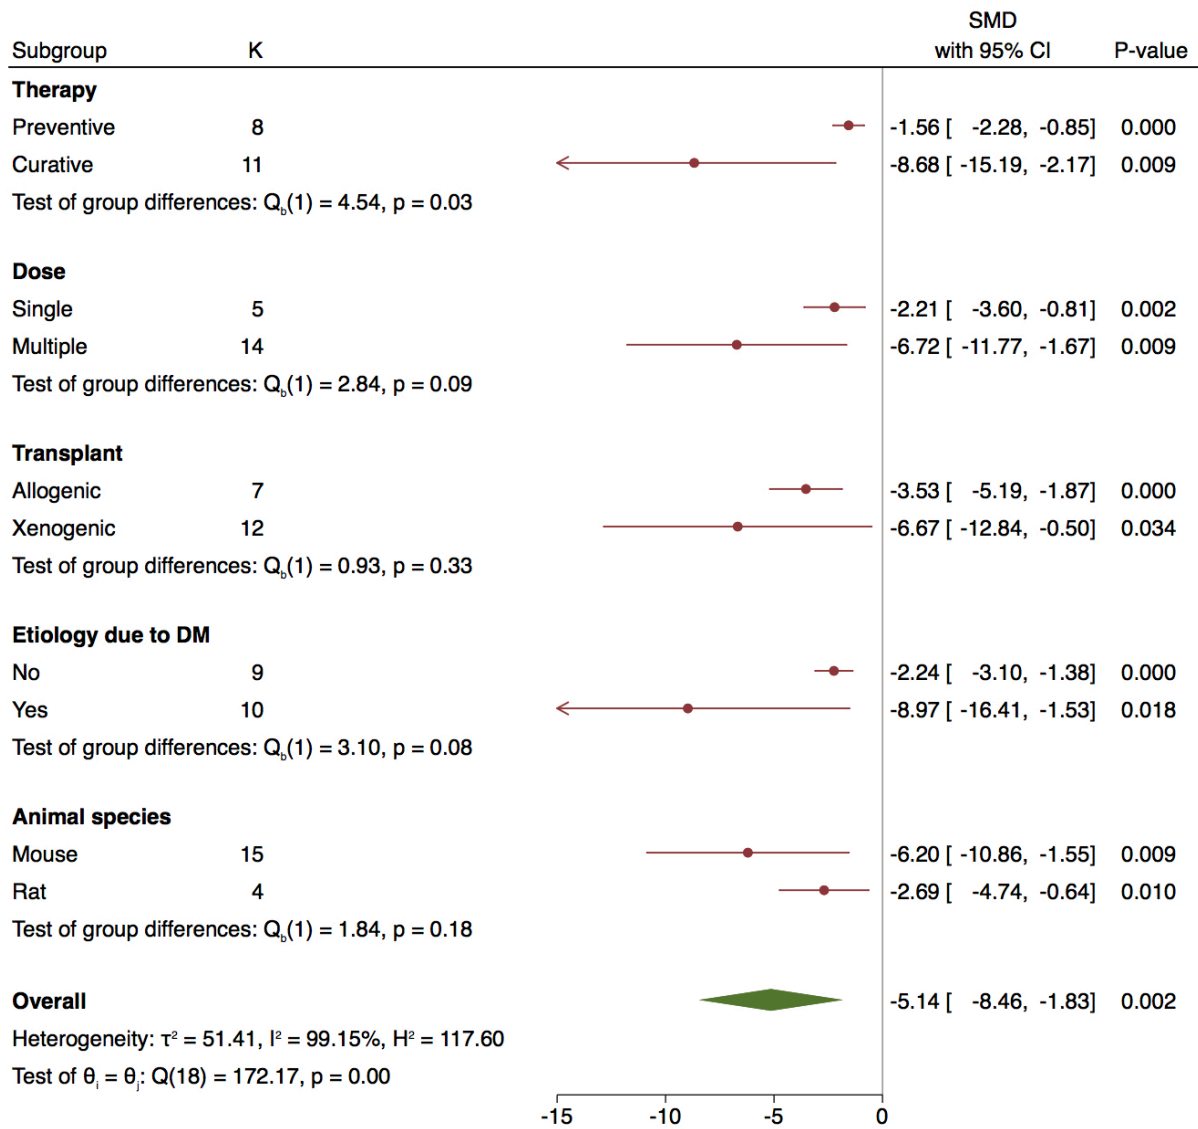 SMD
Subgroup K with 95% CI P-value
Therapy
Preventive 8 -1.56 [ -2.28, -0.85] 0.000
Curative 11 -8.68 [ -15.19, -2.17] 0.009
Test of group differences: Q_b(1) = 4.54, p = 0.03
Dose
Single 5 -2.21 [ -3.60, -0.81] 0.002
Multiple 14 -6.72 [ -11.77, -1.67] 0.009
Test of group differences: Q_b(1) = 2.84, p = 0.09
Transplant
Allogenic 7 -3.53 [ -5.19, -1.87] 0.000
Xenogenic 12 -6.67 [ -12.84, -0.50] 0.034
Test of group differences: Q_b(1) = 0.93, p = 0.33
Etiology due to DM
No 9 -2.24 [ -3.10, -1.38] 0.000
Yes 10 -8.97 [ -16.41, -1.53] 0.018
Test of group differences: Q_b(1) = 3.10, p = 0.08
Animal species
Mouse 15 -6.20 [ -10.86, -1.55] 0.009
Rat 4 -2.69 [ -4.74, -0.64] 0.010
Test of group differences: Q_b(1) = 1.84, p = 0.18
Overall -5.14 [ -8.46, -1.83] 0.002
Heterogeneity: τ² = 51.41, I² = 99.15%, H² = 117.60
Test of θᵢ = θⱼ: Q(18) = 172.17, p = 0.00
-15 -10 -5 0